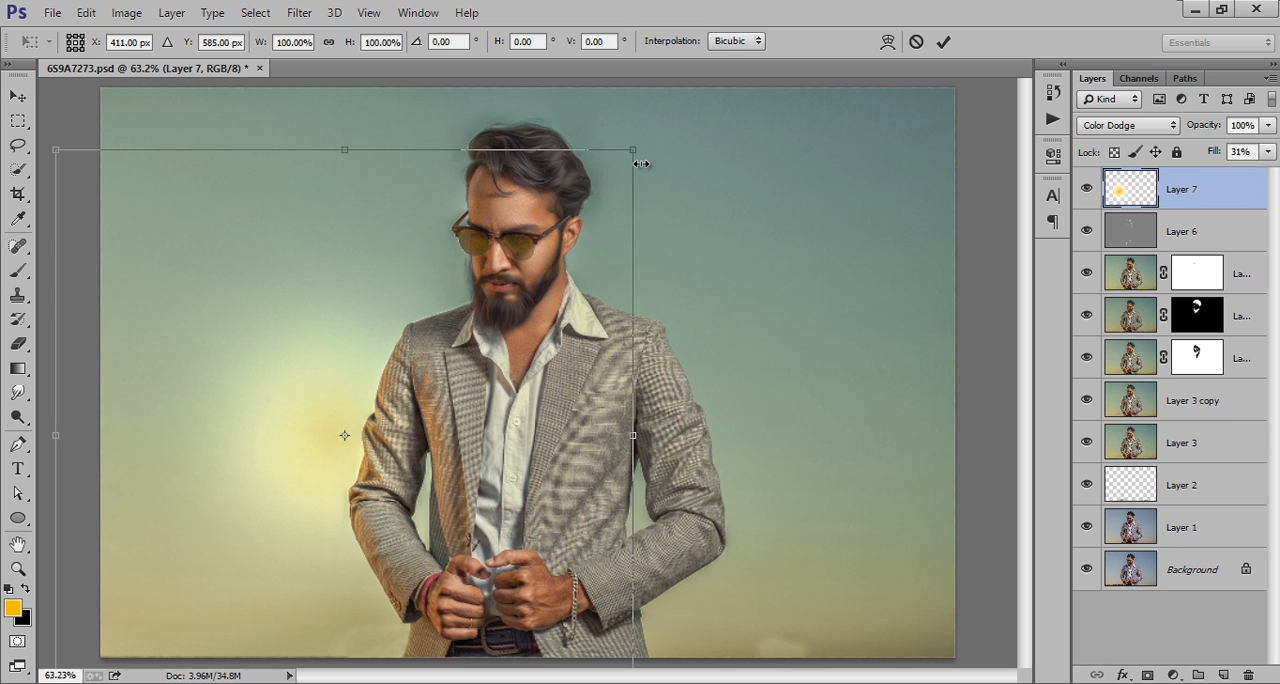 Ps File Edit Image Layer Type Select Filter 3D View Window Help
X: 411.00 px Y: 585.00 px W: 100.00% H: 100.00% 0.00 ° H: 0.00 ° V: 0.00 ° Interpolation: Bicubic Essentials
6S9A7273.psd @ 63.2% (Layer 7, RGB/8) * ×
Layers Channels Paths
Kind
Color Dodge Opacity: 100%
Lock: Fill: 31%
Layer 7
Layer 6
La...
La...
La...
Layer 3 copy
Layer 3
Layer 2
Layer 1
Background
63.23% Doc: 3.96M/34.8M
fx